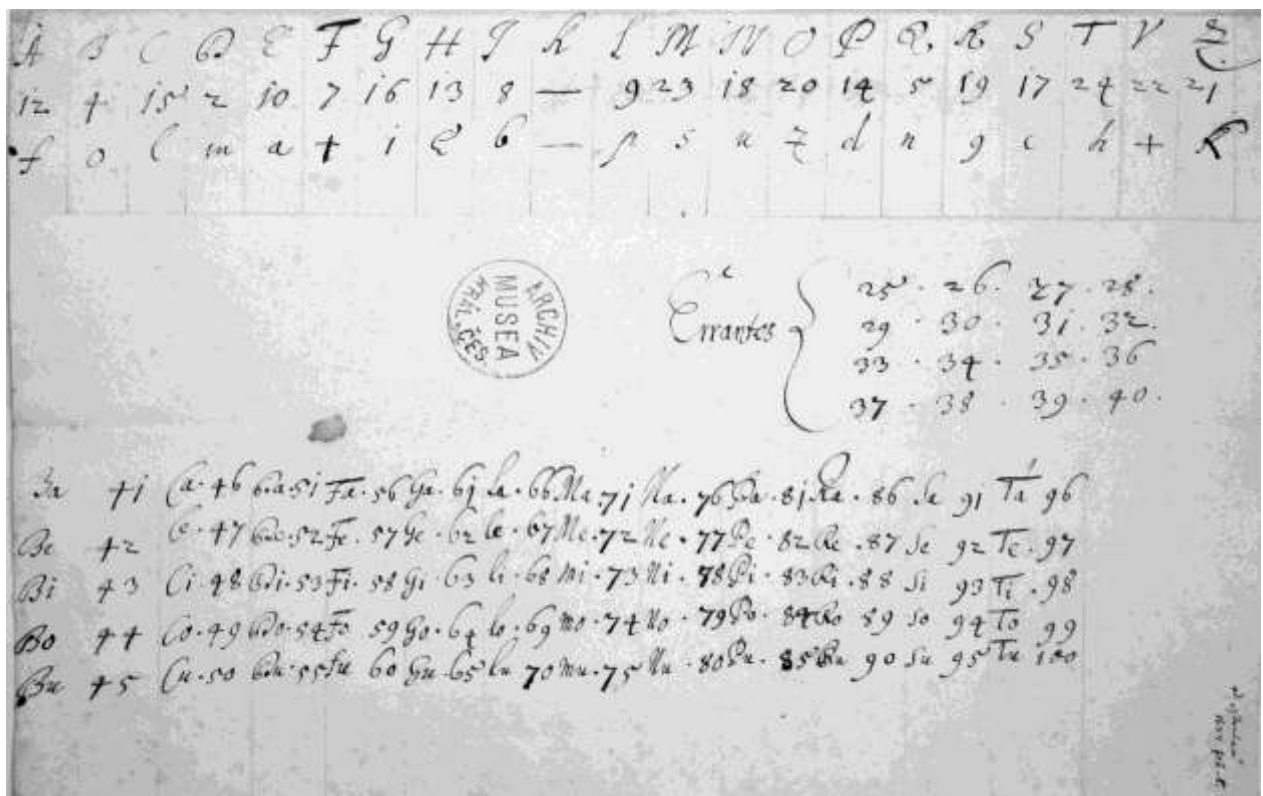 A B C D E F G H I K L M N O P Q R S T V Z
12 4 15 2 10 7 16 13 8 — 9 23 18 20 14 5 19 17 24 22 21
f o l m a + i Q b — p s u z d n g c h + K
ARCHIV
MUSEA
KRÁL. ČES.
Errantes
25 · 26 · 27 · 28 ·
29 · 30 · 31 · 32 ·
33 · 34 · 35 · 36
37 · 38 · 39 · 40 ·
Ba 41 Ca · 46 Da · 51 Fa · 56 Ga · 61 La · 66 Ma · 71 Na · 76 Pa · 81 Ra · 86 Sa 91 Ta 96
Be 42 Ce · 47 De · 52 Fe · 57 Ge · 62 Le · 67 Me · 72 Ne · 77 Pe · 82 Re · 87 Se 92 Te · 97
Bi 43 Ci · 48 Di · 53 Fi · 58 Gi · 63 Li · 68 Mi · 73 Ni · 78 Pi · 83 Ri · 88 Si 93 Ti · 98
Bo 44 Co · 49 Do · 54 Fo 59 Go · 64 Lo · 69 Mo · 74 No · 79 Po · 84 Ro 89 So 94 To 99
Bu 45 Cu · 50 Du · 55 Fu 60 Gu · 65 Lu 70 Mu · 75 Nu · 80 Pu · 85 Ru 90 Su 95 Tu 100